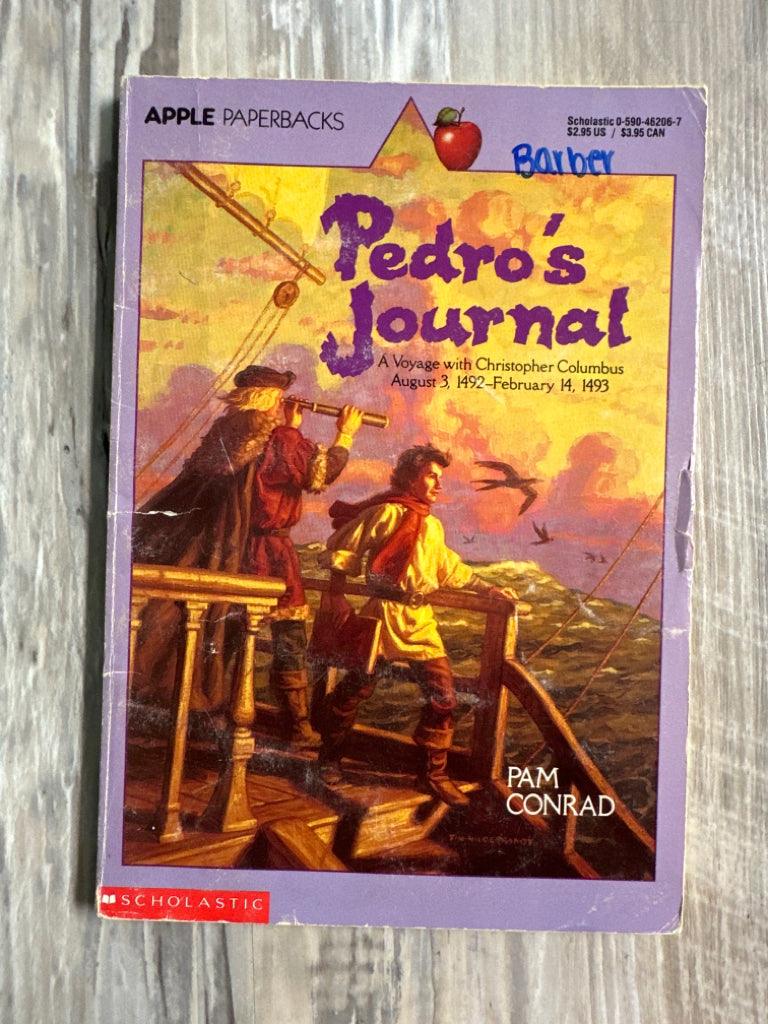 APPLE PAPERBACKS
Scholastic 0-590-46206-7
$2.95 US / $3.95 CAN
Barber
Pedro's
Journal
A Voyage with Christopher Columbus
August 3, 1492–February 14, 1493
PAM
CONRAD
SCHOLASTIC